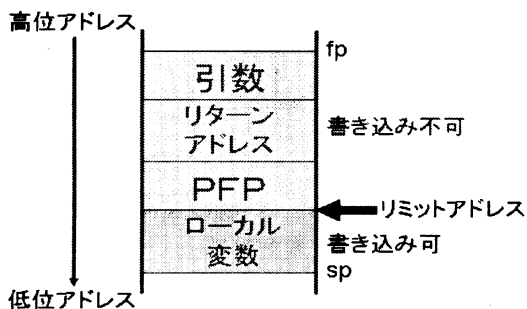 高位アドレス
fp
引数
リターン
アドレス
書き込み不可
PFP
リミットアドレス
ローカル
変数
書き込み可
sp
低位アドレス